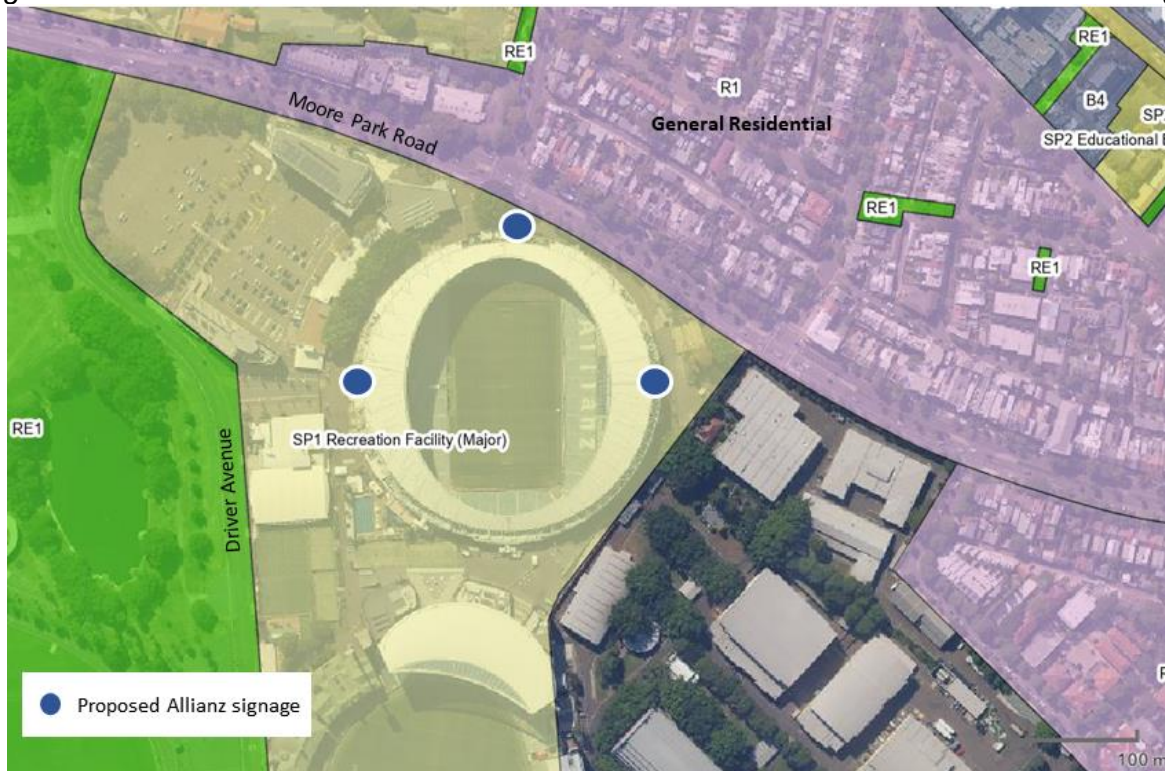 RE1
RE1
R1
B4
General Residential
SP2 Educational
Moore Park Road
RE1
RE1
Allianz
RE1
SP1 Recreation Facility (Major)
Driver Avenue
Proposed Allianz signage
100 m